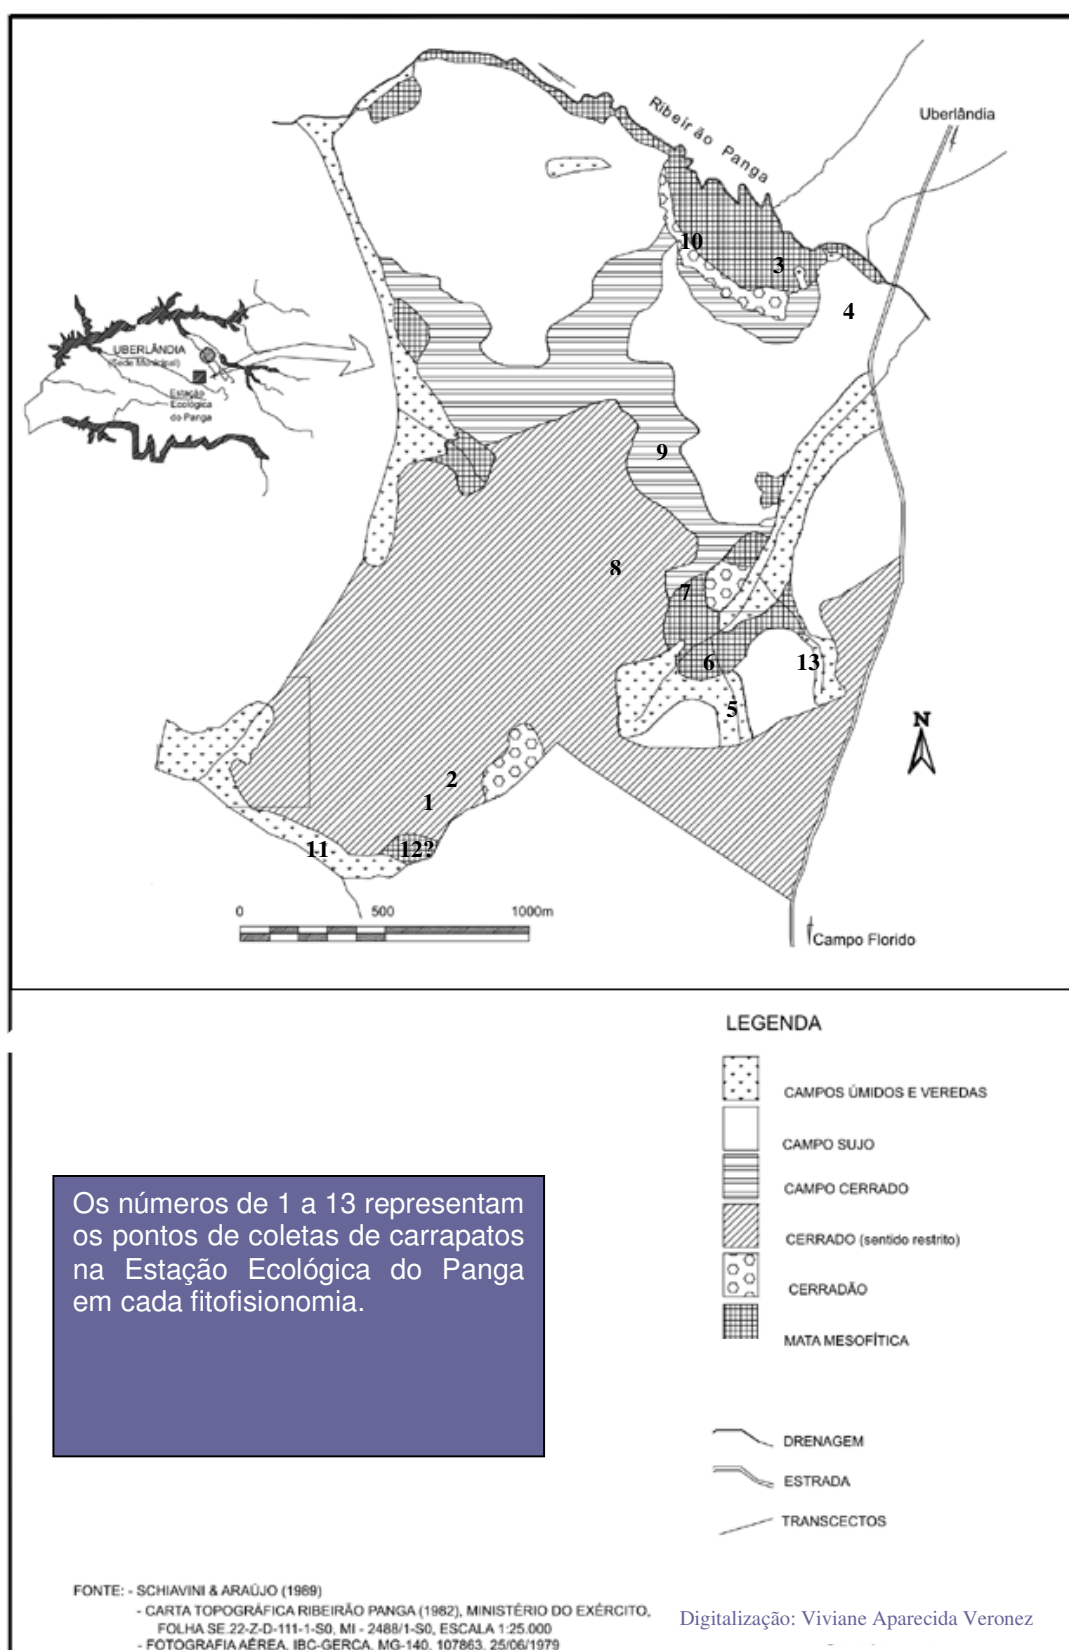 Ribeirão Panga
Uberlândia
10
3
4
UBERLÂNDIA
(Sede Municipal)
Estação
Ecológica
do Panga
9
8
7
6
13
5
N
2
1
11
12?
0 500 1000m
Campo Florido
LEGENDA
CAMPOS ÚMIDOS E VEREDAS
CAMPO SUJO
CAMPO CERRADO
CERRADO (sentido restrito)
CERRADÃO
MATA MESOFÍTICA
Os números de 1 a 13 representam
os pontos de coletas de carrapatos
na Estação Ecológica do Panga
em cada fitofisionomia.
DRENAGEM
ESTRADA
TRANSCECTOS
FONTE: - SCHIAVINI & ARAÚJO (1989)
- CARTA TOPOGRÁFICA RIBEIRÃO PANGA (1982), MINISTÉRIO DO EXÉRCITO,
FOLHA SE.22-Z-D-111-1-S0, MI - 2488/1-S0, ESCALA 1:25.000
- FOTOGRAFIA AÉREA, IBC-GERCA, MG-140, 107863, 25/06/1979
Digitalização: Viviane Aparecida Veronez